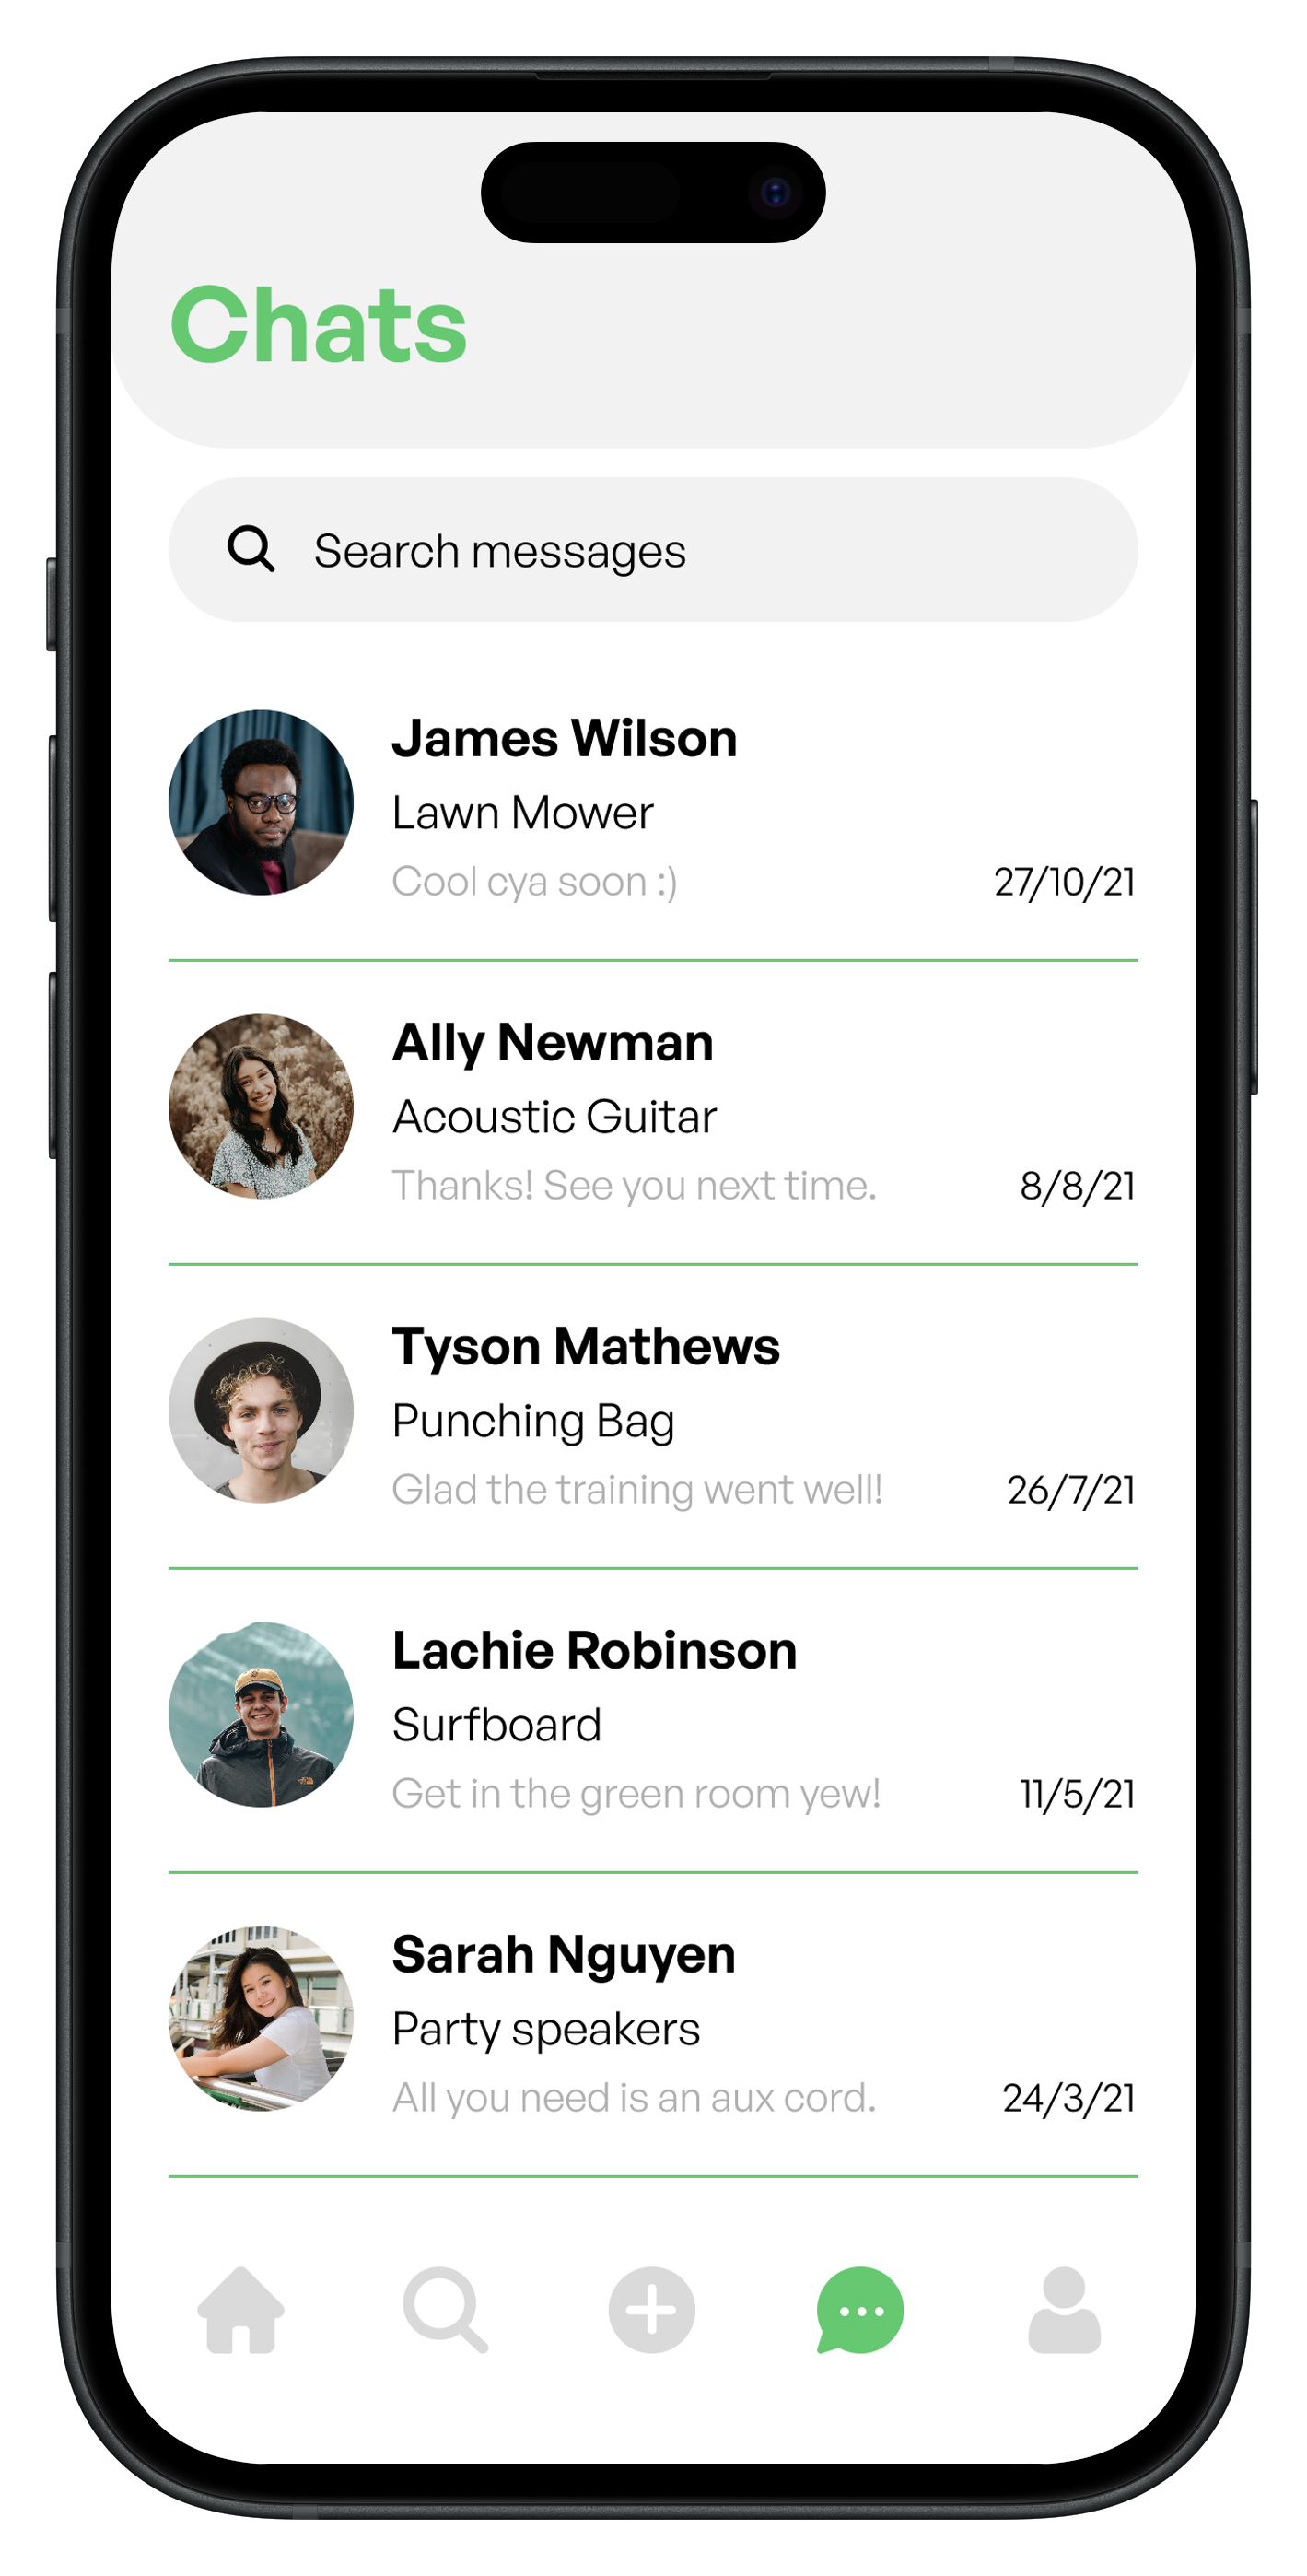 Chats
Search messages
James Wilson
Lawn Mower
Cool cya soon :)
27/10/21
Ally Newman
Acoustic Guitar
Thanks! See you next time.
8/8/21
Tyson Mathews
Punching Bag
Glad the training went well!
26/7/21
Lachie Robinson
Surfboard
Get in the green room yew!
11/5/21
Sarah Nguyen
Party speakers
All you need is an aux cord.
24/3/21